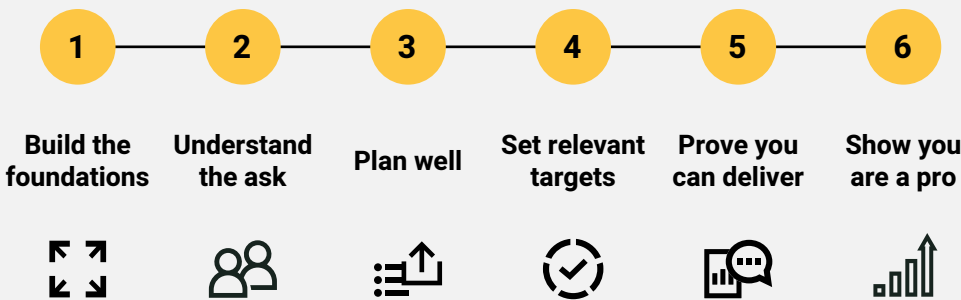 1
2
3
4
5
6
Build the
foundations
Understand
the ask
Plan well
Set relevant
targets
Prove you
can deliver
Show you
are a pro